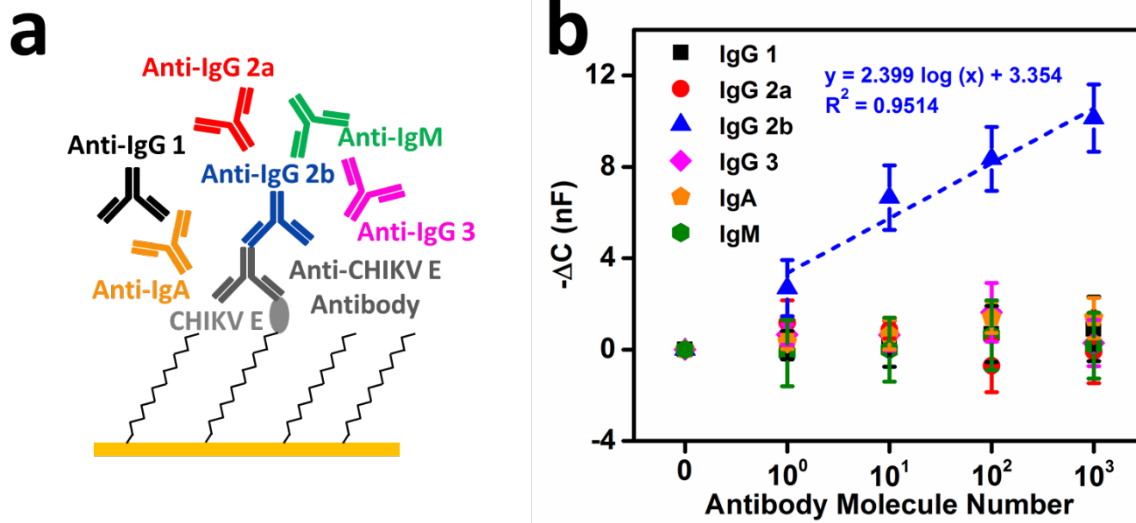 a
Anti-IgG 2a
Anti-IgG 1
Anti-IgM
Anti-IgG 2b
Anti-IgG 3
Anti-IgA
Anti-CHIKV E
Antibody
CHIKV E
b
IgG 1
IgG 2a
IgG 2b
IgG 3
IgA
IgM
y = 2.399 log (x) + 3.354
R² = 0.9514
-ΔC (nF)
12
8
4
0
-4
0 10⁰ 10¹ 10² 10³
Antibody Molecule Number